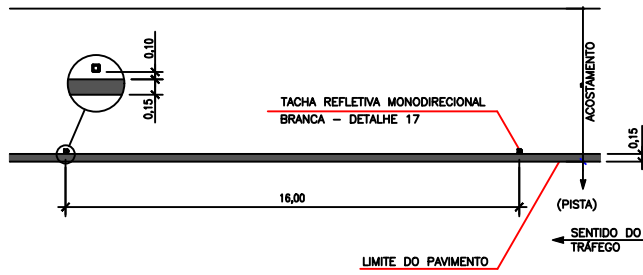 0,10
0,15
ACOSTAMENTO
TACHA REFLETIVA MONODIRECIONAL
BRANCA – DETALHE 17
0,15
16,00
(PISTA)
SENTIDO DO
TRÁFEGO
LIMITE DO PAVIMENTO